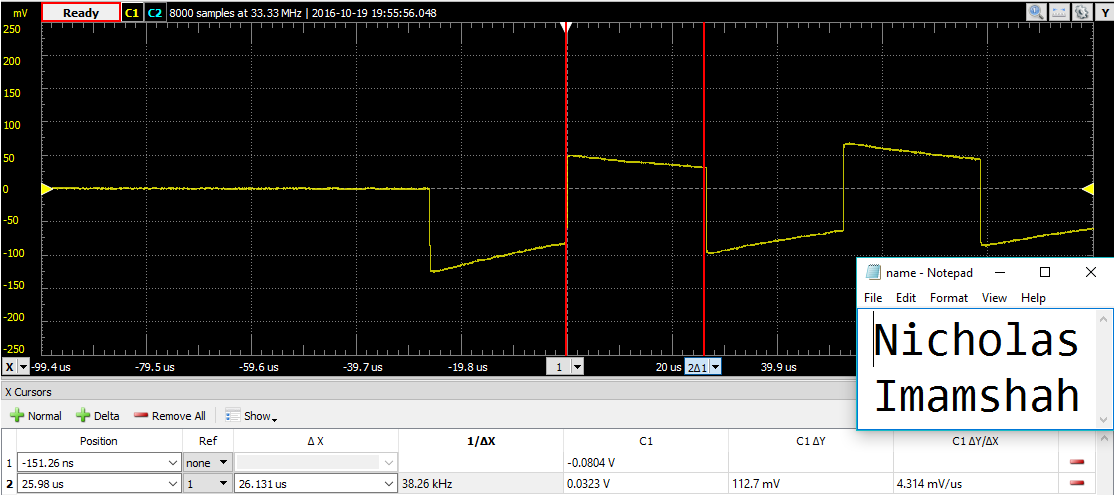 mV Ready C1 C2 8000 samples at 33.33 MHz | 2016-10-19 19:55:56.048 Y
250
200
150
100
50
0
-50
-100
-150
-200
-250
X -99.4 us -79.5 us -59.6 us -39.7 us -19.8 us 1 20 us 2Δ1 39.9 us
name - Notepad
File Edit Format View Help
Nicholas
Imamshah
X Cursors
Normal Delta Remove All Show
Position Ref Δ X 1/ΔX C1 C1 ΔY C1 ΔY/ΔX
1 -151.26 ns none -0.0804 V
2 25.98 us 1 26.131 us 38.26 kHz 0.0323 V 112.7 mV 4.314 mV/us